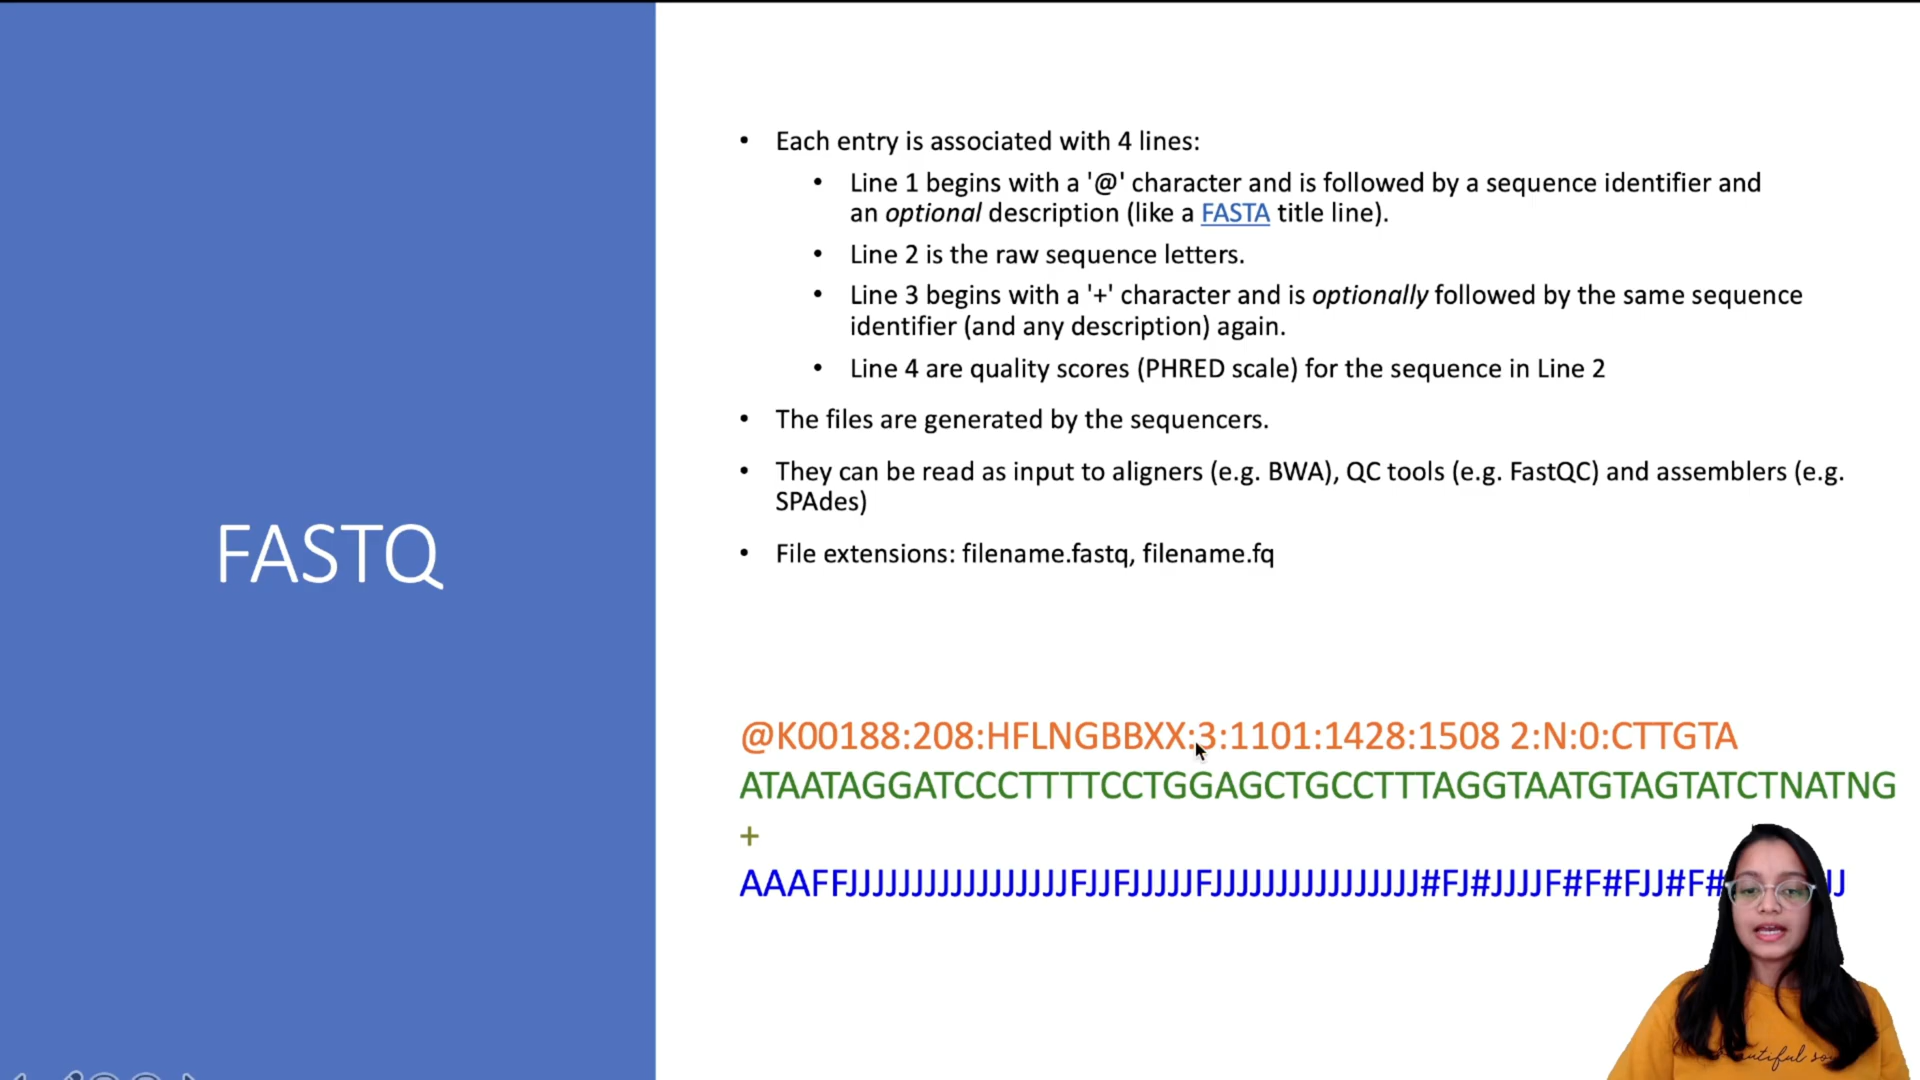 FASTQ
• Each entry is associated with 4 lines:
• Line 1 begins with a '@' character and is followed by a sequence identifier and
an optional description (like a FASTA title line).
• Line 2 is the raw sequence letters.
• Line 3 begins with a '+' character and is optionally followed by the same sequence
identifier (and any description) again.
• Line 4 are quality scores (PHRED scale) for the sequence in Line 2
• The files are generated by the sequencers.
• They can be read as input to aligners (e.g. BWA), QC tools (e.g. FastQC) and assemblers (e.g.
SPAdes)
• File extensions: filename.fastq, filename.fq
@K00188:208:HFLNGBBXX:3:1101:1428:1508 2:N:0:CTTGTA
ATAATAGGATCCCTTTTCCTGGAGCTGCCTTTAGGTAATGTAGTATCTNATNG
+
AAAFFJJJJJJJJJJJJJJJJJFJJFJJJJJFJJJJJJJJJJJJJJJJ#FJ#JJJJF#F#FJJ#F# JJ